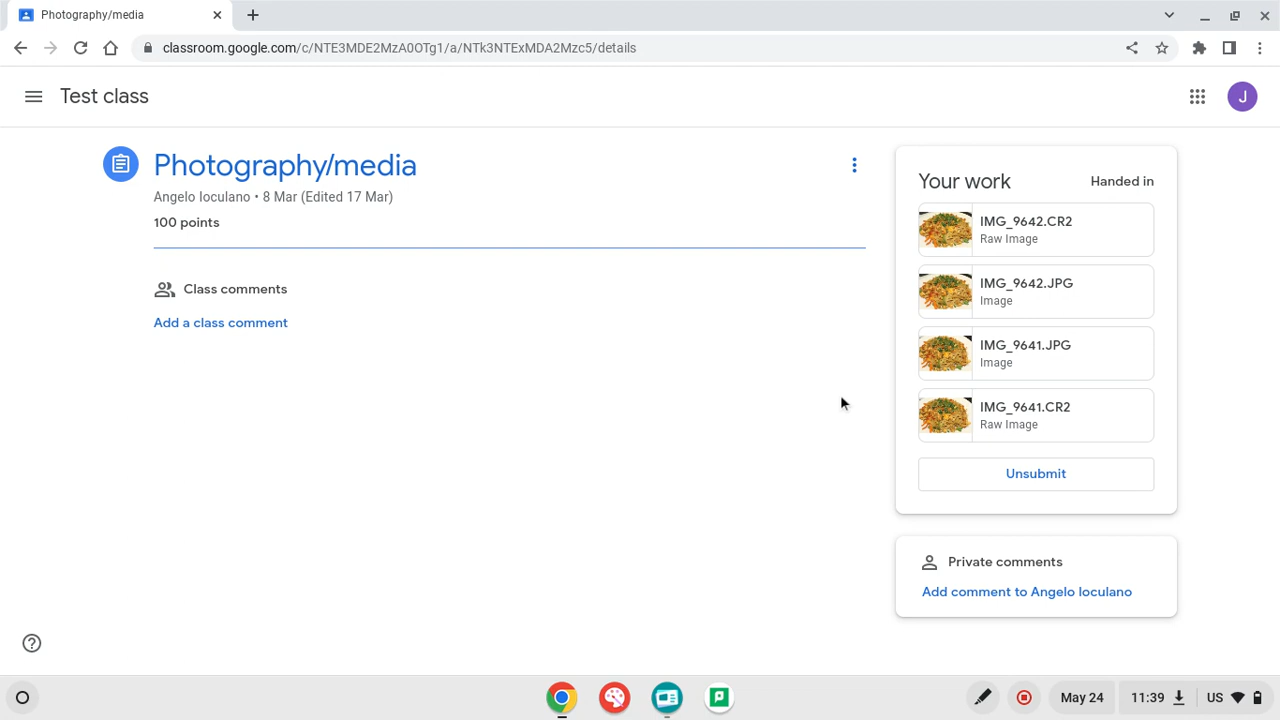 Photography/media
classroom.google.com/c/NTE3MDE2MzA0OTg1/a/NTk3NTExMDA2Mzc5/details
Test class
J
Photography/media
Angelo Ioculano • 8 Mar (Edited 17 Mar)
100 points
Class comments
Add a class comment
Your work
Handed in
IMG_9642.CR2
Raw Image
IMG_9642.JPG
Image
IMG_9641.JPG
Image
IMG_9641.CR2
Raw Image
Unsubmit
Private comments
Add comment to Angelo Ioculano
May 24
11:39
US